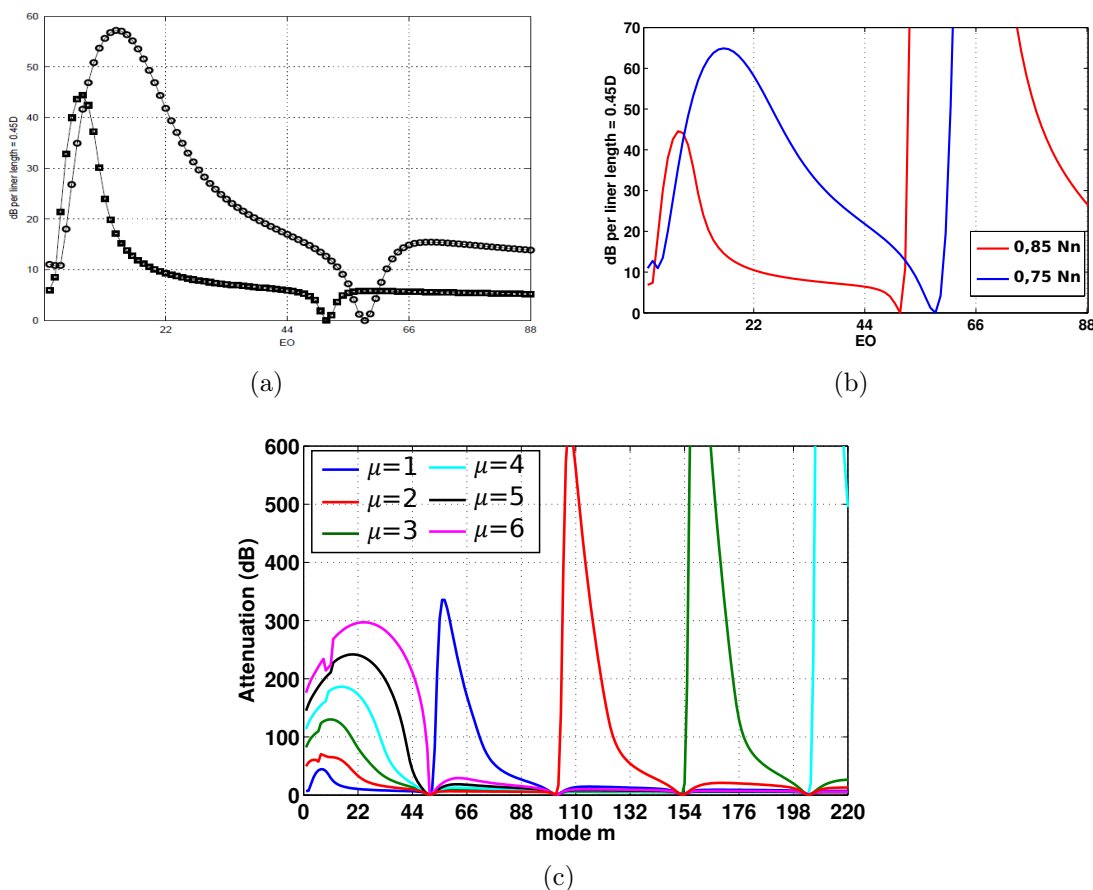 60
50
40
30
20
10
0
dB per liner length = 0.45D
22
44
66
88
EO
(a)
70
60
50
40
30
20
10
0
dB per liner length = 0.45D
0,85 Nn
0,75 Nn
22
44
66
88
EO
(b)
600
500
400
300
200
100
0
Attenuation (dB)
μ=1
μ=2
μ=3
μ=4
μ=5
μ=6
0
22
44
66
88
110
132
154
176
198
220
mode m
(c)